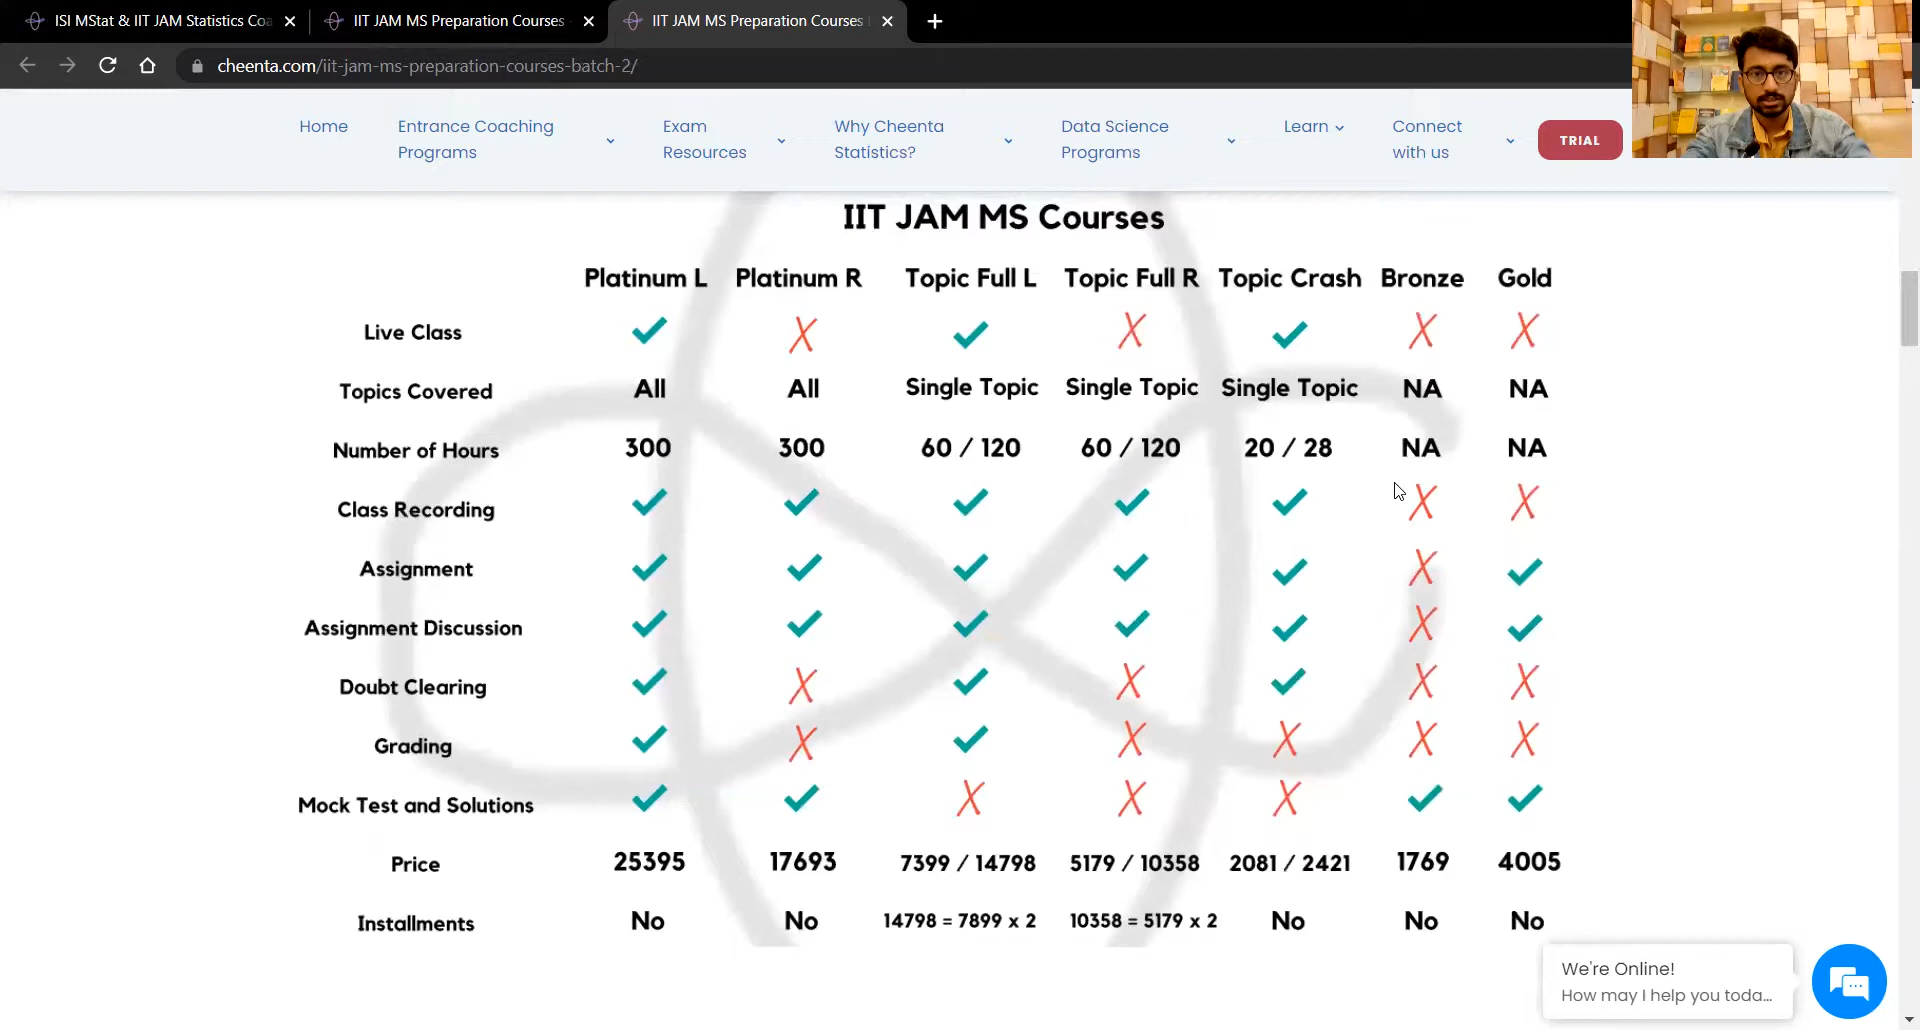 ISI MStat & IIT JAM Statistics Coa
IIT JAM MS Preparation Courses
IIT JAM MS Preparation Courses
cheenta.com/iit-jam-ms-preparation-courses-batch-2/
Home
Entrance Coaching
Programs
Exam
Resources
Why Cheenta
Statistics?
Data Science
Programs
Learn
Connect
with us
TRIAL
IIT JAM MS Courses
Platinum L Platinum R Topic Full L Topic Full R Topic Crash Bronze Gold
Live Class ✓ X ✓ X ✓ X X
Topics Covered All All Single Topic Single Topic Single Topic NA NA
Number of Hours 300 300 60 / 120 60 / 120 20 / 28 NA NA
Class Recording ✓ ✓ ✓ ✓ ✓ X X
Assignment ✓ ✓ ✓ ✓ ✓ X ✓
Assignment Discussion ✓ ✓ ✓ ✓ ✓ X ✓
Doubt Clearing ✓ X ✓ X ✓ X X
Grading ✓ X ✓ X X X X
Mock Test and Solutions ✓ ✓ X X X ✓ ✓
Price 25395 17693 7399 / 14798 5179 / 10358 2081 / 2421 1769 4005
Installments No No 14798 = 7899 x 2 10358 = 5179 x 2 No No No
We're Online!
How may I help you toda...